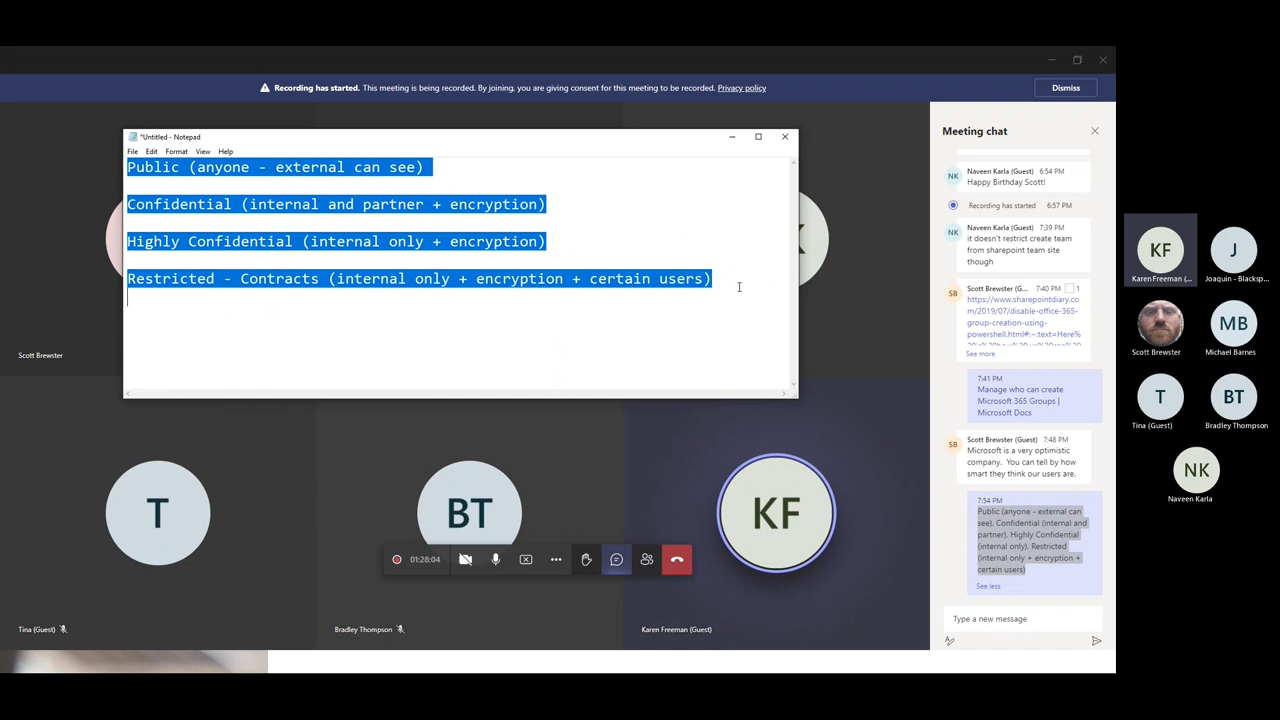 Recording has started. This meeting is being recorded. By joining, you are giving consent for this meeting to be recorded. Privacy policy
Dismiss
*Untitled - Notepad
File Edit Format View Help
Public (anyone - external can see)
Confidential (internal and partner + encryption)
Highly Confidential (internal only + encryption)
Restricted - Contracts (internal only + encryption + certain users)
Scott Brewster
T
BT
KF
01:28:04
Tina (Guest)
Bradley Thompson
Karen Freeman (Guest)
Meeting chat
NK
Naveen Karla (Guest) 6:54 PM
Happy Birthday Scott!
Recording has started 6:57 PM
NK
Naveen Karla (Guest) 7:39 PM
it doesn't restrict create team
from sharepoint team site
though
SB
Scott Brewster (G... 7:40 PM 1
https://www.sharepointdiary.co
m/2019/07/disable-office-365-
group-creation-using-
powershell.html#:~:text=Here%
See more
7:41 PM
Manage who can create
Microsoft 365 Groups |
Microsoft Docs
SB
Scott Brewster (Guest) 7:48 PM
Microsoft is a very optimistic
company. You can tell by how
smart they think our users are.
7:54 PM
Public (anyone - external can
see). Confidential (internal and
partner). Highly Confidential
(internal only). Restricted
(internal only + encryption +
certain users)
See less
Type a new message
KF
Karen Freeman (...
J
Joaquin - Blacksp...
Scott Brewster
MB
Michael Barnes
T
Tina (Guest)
BT
Bradley Thompson
NK
Naveen Karla